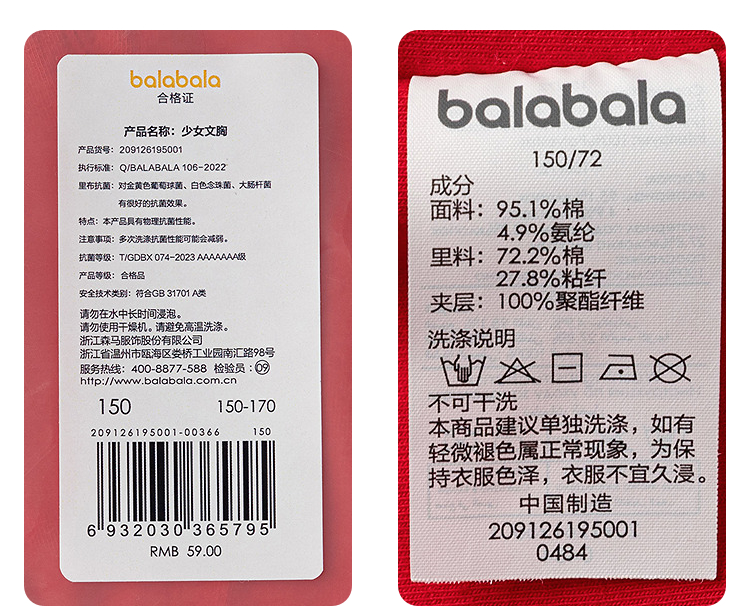 balabala
合格证
产品名称：少女文胸
产品货号：209126195001
执行标准：Q/BALABALA 106-2022
里布抗菌：对金黄色葡萄球菌、白色念珠菌、大肠杆菌
有很好的抗菌效果。
特点：本产品具有物理抗菌性能。
注意事项：多次洗涤抗菌性能可能会减弱。
抗菌等级：T/GDBX 074-2023 AAAAAAA级
产品等级：合格品
安全技术类别：符合GB 31701 A类
请勿在水中长时间浸泡。
请勿使用干燥机。请避免高温洗涤。
浙江森马服饰股份有限公司
浙江省温州市瓯海区娄桥工业园南汇路98号
服务热线：400-8877-588 检验员：09
http://www.balabala.com.cn
150 150-170
209126195001-00366 150
6 932030 365795
RMB 59.00
balabala
150/72
成分
面料：95.1%棉
4.9%氨纶
里料：72.2%棉
27.8%粘纤
夹层：100%聚酯纤维
洗涤说明
不可干洗
本商品建议单独洗涤，如有
轻微褪色属正常现象，为保
持衣服色泽，衣服不宜久浸。
中国制造
209126195001
0484